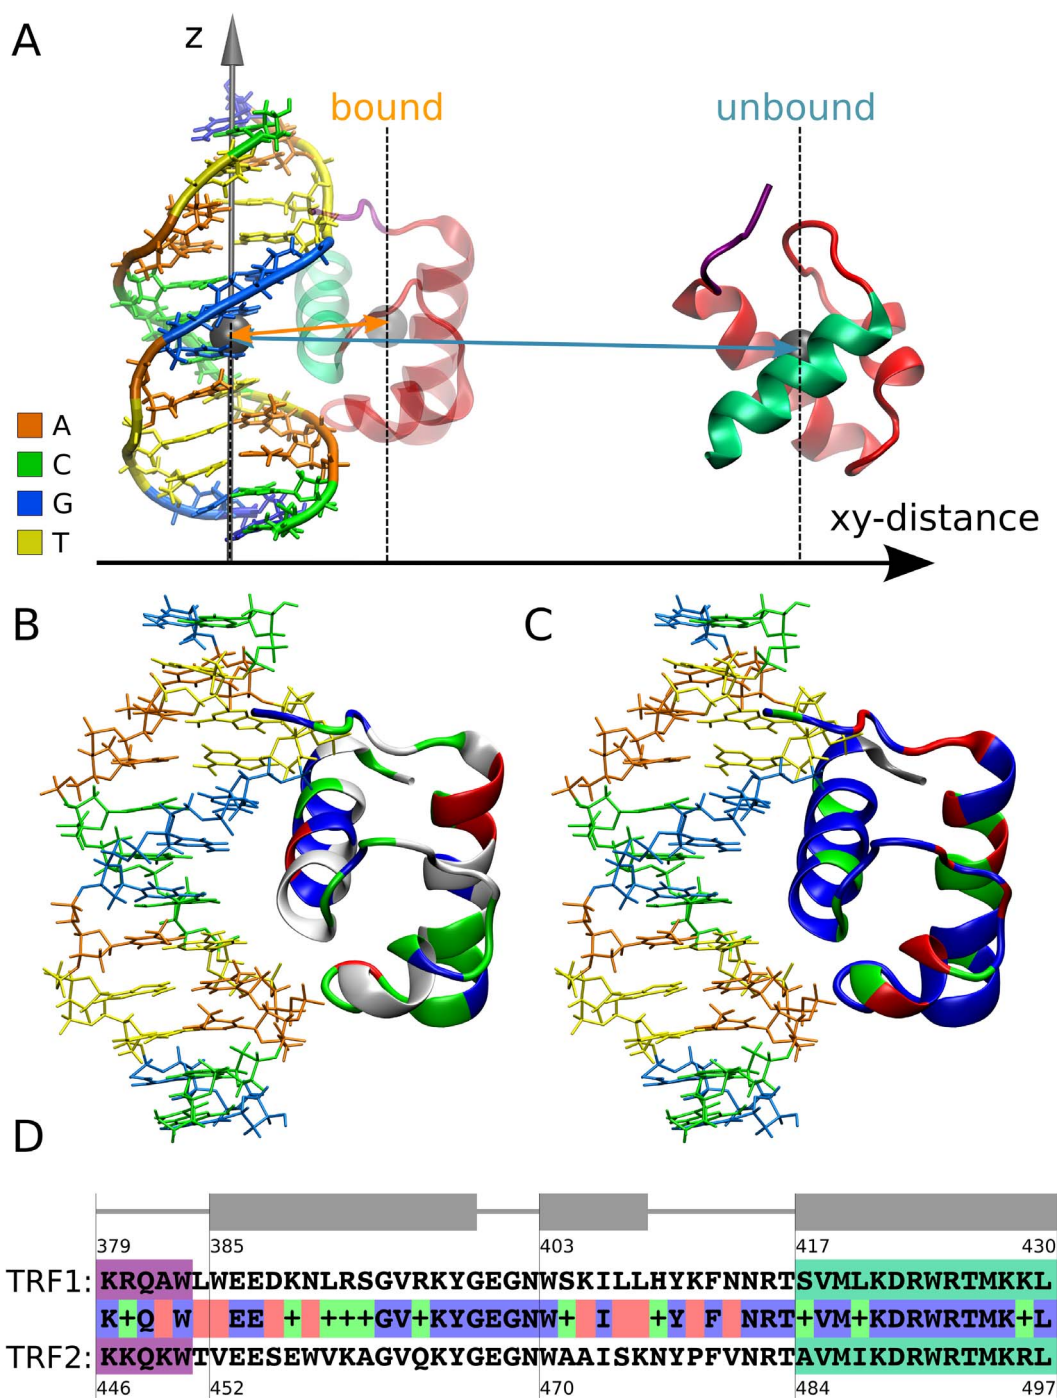 A
z
bound
unbound
A
C
G
T
xy-distance
B
C
D
379 385 403 417 430
TRF1: KRQAWLWEEDKNLRSGVRKYGEGNWSKILLHYKFNNRTSVMLKDRWRTMKKL
K+Q W  EE + +++GV+KYGEGNW+ I  +Y F NRT+VM+KDRWRTMK+L
TRF2: KKQKWTVEESEWVKAGVQKYGEGNWAAISKNYPFVNRTAVMIKDRWRTMKRL
446 452 470 484 497